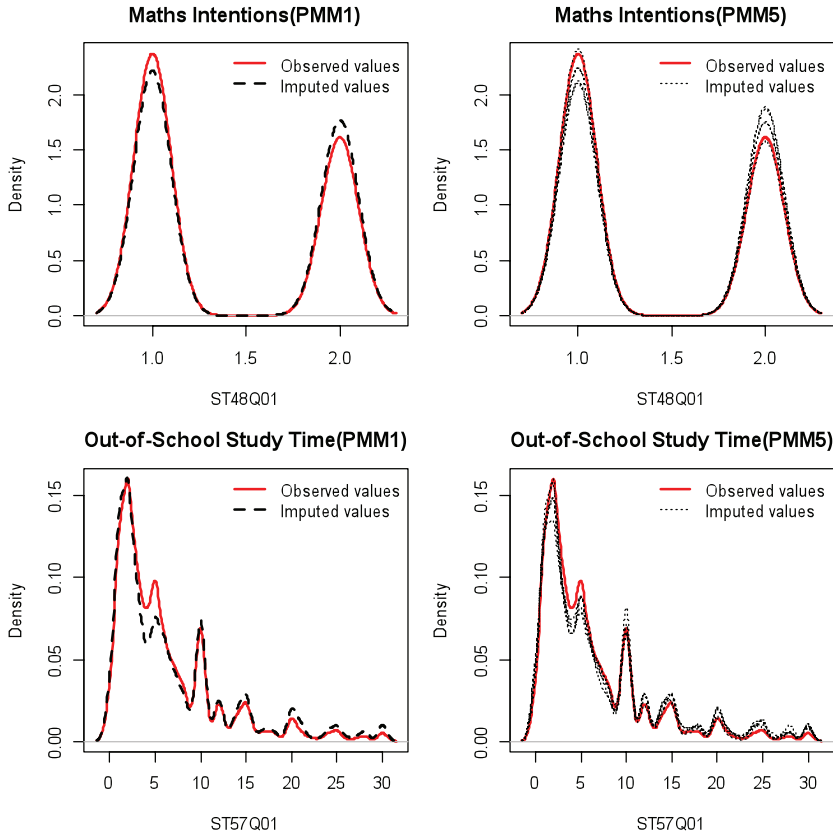 Maths Intentions(PMM1)
Density
0.0 0.5 1.0 1.5 2.0
Observed values
Imputed values
1.0 1.5 2.0
ST48Q01
Maths Intentions(PMM5)
Density
0.0 0.5 1.0 1.5 2.0
Observed values
Imputed values
1.0 1.5 2.0
ST48Q01
Out-of-School Study Time(PMM1)
Density
0.00 0.05 0.10 0.15
Observed values
Imputed values
0 5 10 15 20 25 30
ST57Q01
Out-of-School Study Time(PMM5)
Density
0.00 0.05 0.10 0.15
Observed values
Imputed values
0 5 10 15 20 25 30
ST57Q01